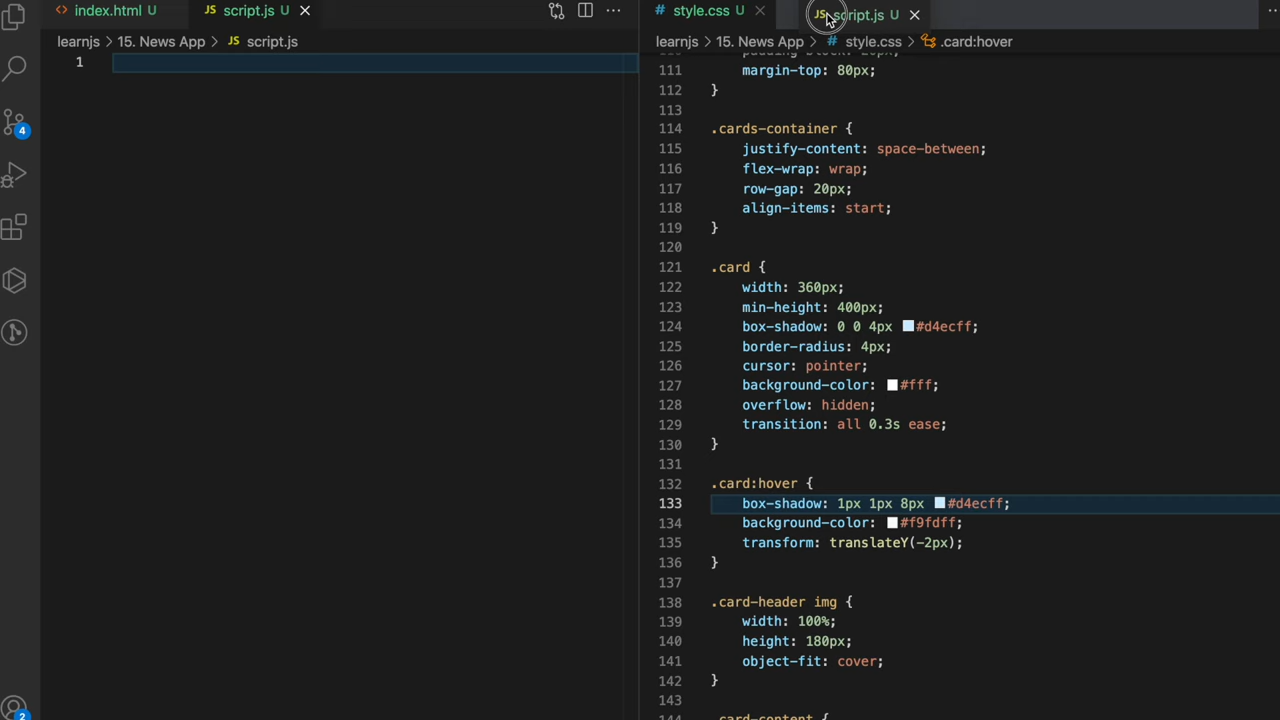 index.html U
script.js U
style.css U
script.js U
learnjs > 15. News App > JS script.js
learnjs > 15. News App > # style.css > .card:hover
1
111 margin-top: 80px;
112 }
113
114 .cards-container {
115 justify-content: space-between;
116 flex-wrap: wrap;
117 row-gap: 20px;
118 align-items: start;
119 }
120
121 .card {
122 width: 360px;
123 min-height: 400px;
124 box-shadow: 0 0 4px #d4ecff;
125 border-radius: 4px;
126 cursor: pointer;
127 background-color: #fff;
128 overflow: hidden;
129 transition: all 0.3s ease;
130 }
131
132 .card:hover {
133 box-shadow: 1px 1px 8px #d4ecff;
134 background-color: #f9fdff;
135 transform: translateY(-2px);
136 }
137
138 .card-header img {
139 width: 100%;
140 height: 180px;
141 object-fit: cover;
142 }
143
144 .card-content {
4
2